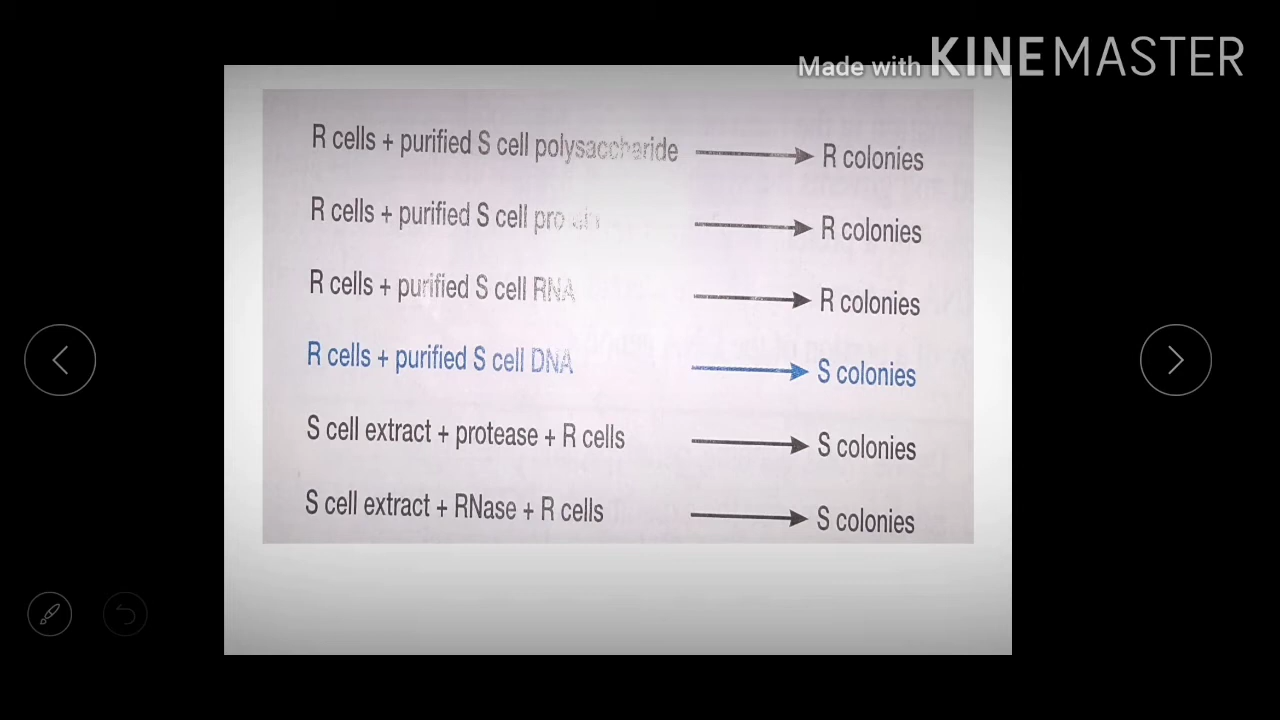 Made with KINEMASTER
R cells + purified S cell polysaccharide → R colonies
R cells + purified S cell → R colonies
R cells + purified S cell RNA → R colonies
R cells + purified S cell DNA → S colonies
S cell extract + protease + R cells → S colonies
S cell extract + RNase + R cells → S colonies